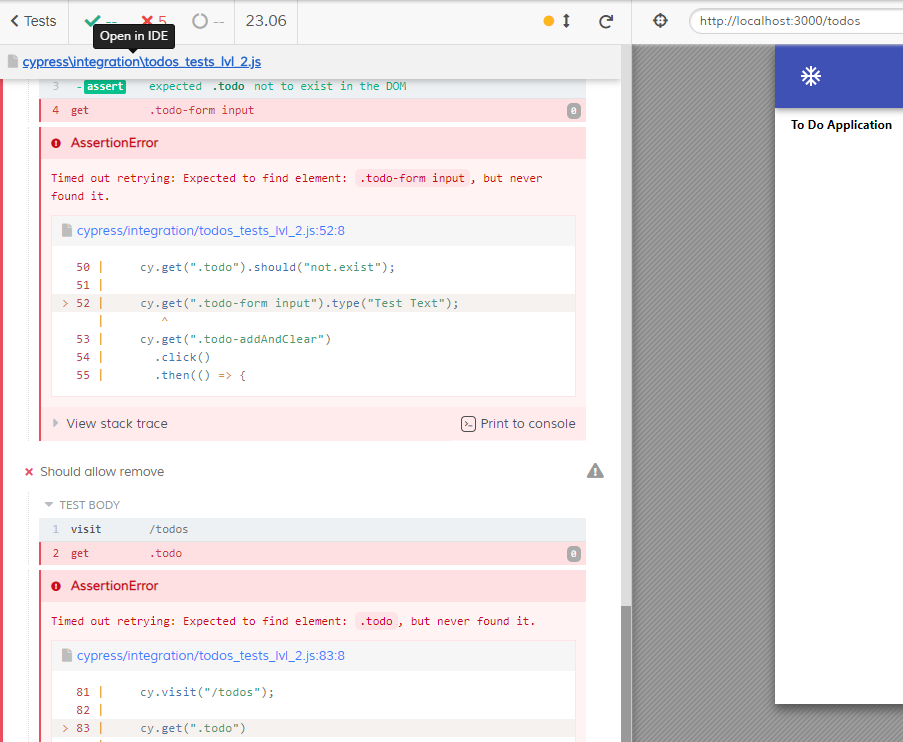 Tests -- 5 -- 23.06 http://localhost:3000/todos
Open in IDE
cypress\integration\todos_tests_lvl_2.js
3 -assert expected .todo not to exist in the DOM
4 get .todo-form input 0
AssertionError
Timed out retrying: Expected to find element: .todo-form input, but never
found it.
cypress/integration/todos_tests_lvl_2.js:52:8
50 | cy.get(".todo").should("not.exist");
51 |
> 52 | cy.get(".todo-form input").type("Test Text");
| ^
53 | cy.get(".todo-addAndClear")
54 | .click()
55 | .then(() => {
View stack trace Print to console
Should allow remove
TEST BODY
1 visit /todos
2 get .todo 0
AssertionError
Timed out retrying: Expected to find element: .todo, but never found it.
cypress/integration/todos_tests_lvl_2.js:83:8
81 | cy.visit("/todos");
82 |
> 83 | cy.get(".todo")
To Do Application